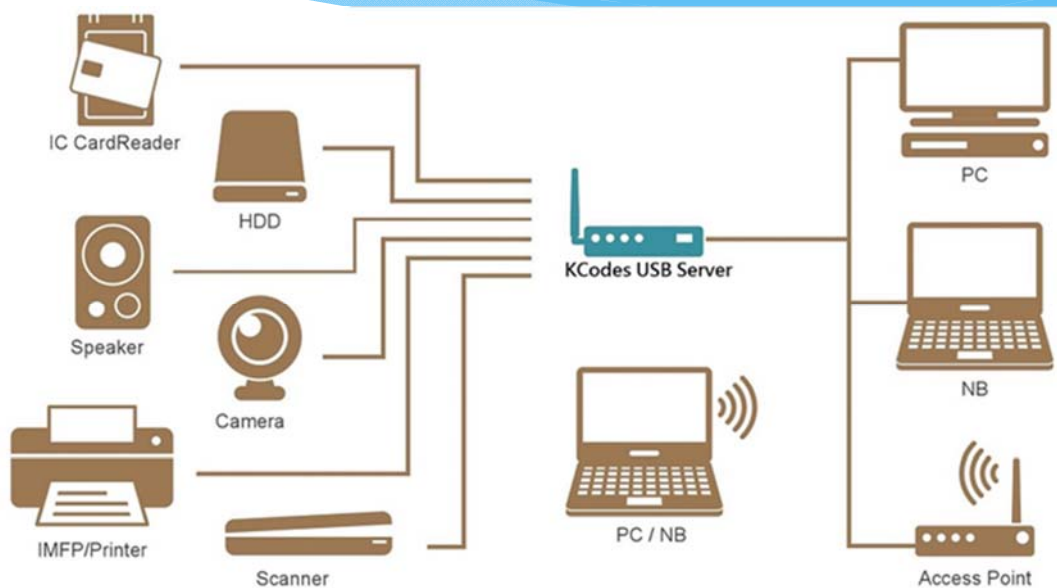 IC CardReader
HDD
Speaker
Camera
IMFP/Printer
Scanner
KCodes USB Server
PC / NB
PC
NB
Access Point